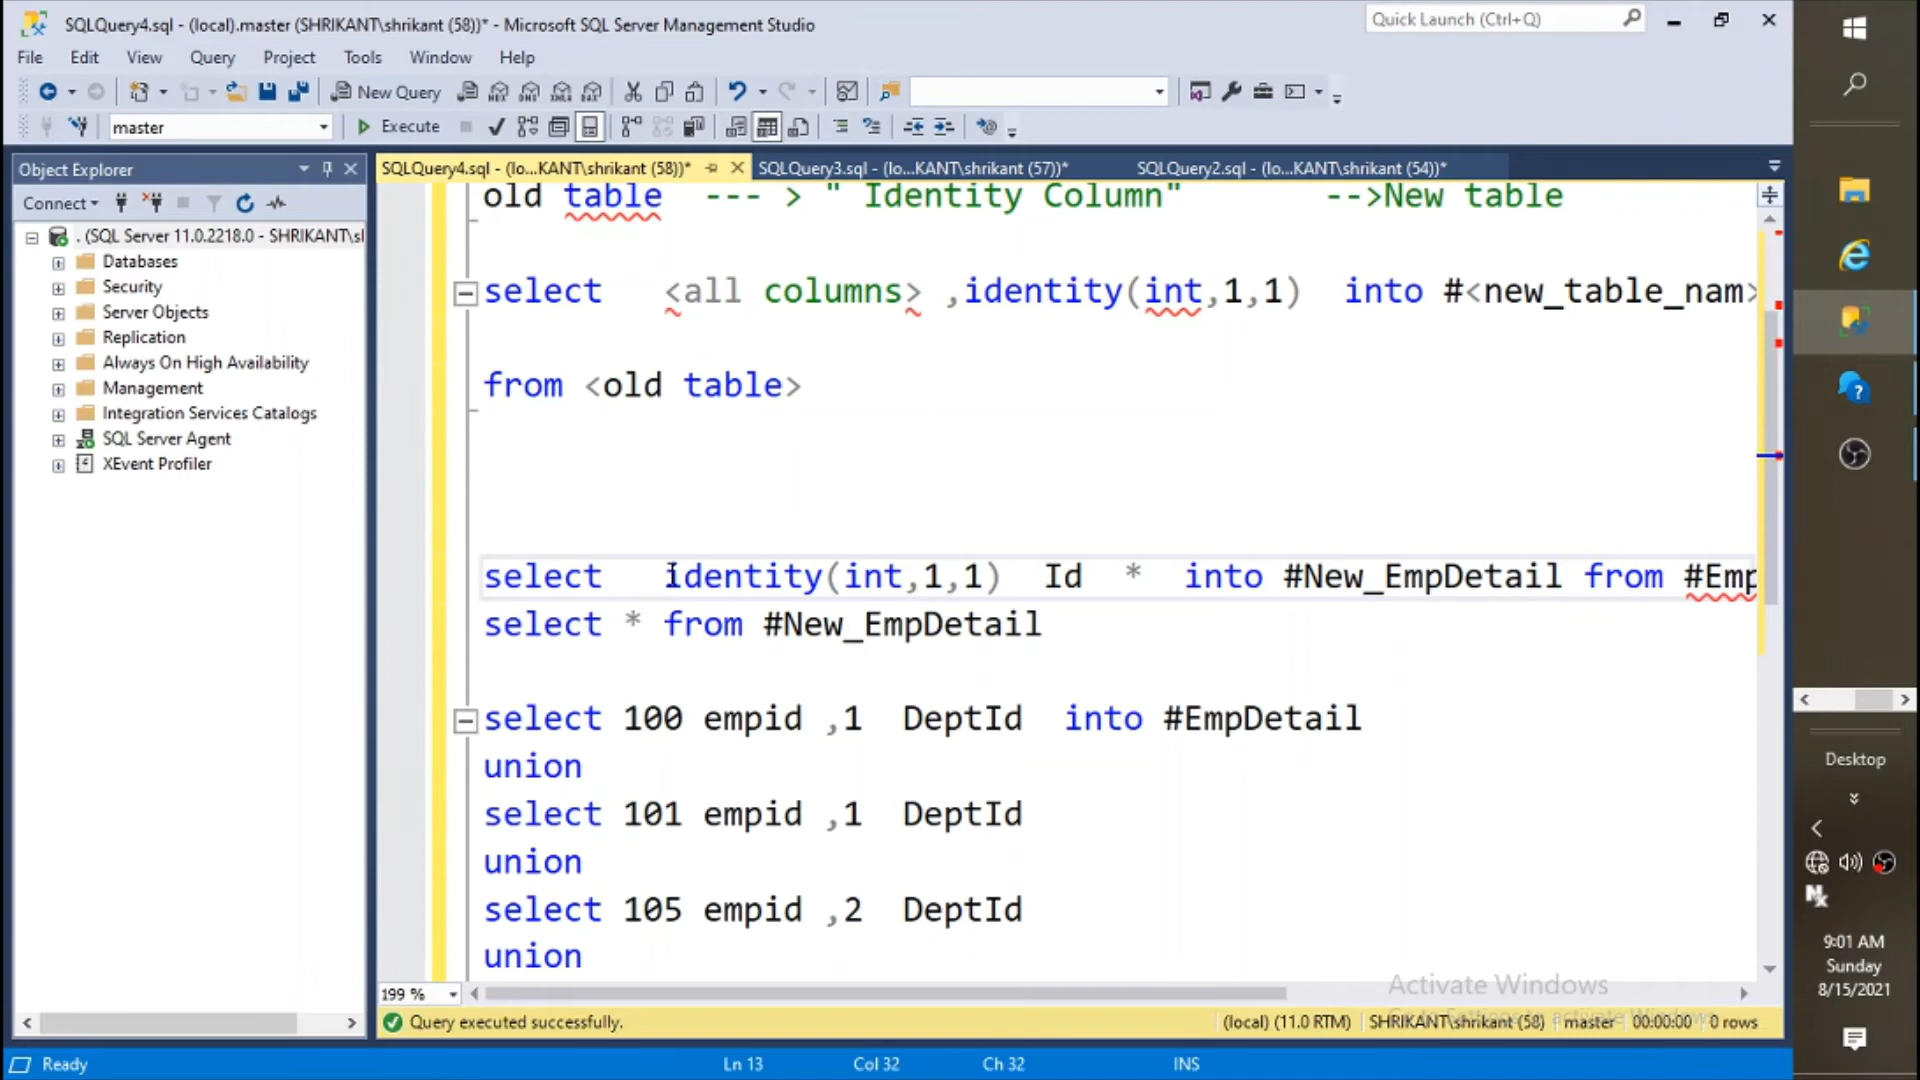 SQLQuery4.sql - (local).master (SHRIKANT\shrikant (58))* - Microsoft SQL Server Management Studio
Quick Launch (Ctrl+Q)
File Edit View Query Project Tools Window Help
New Query
master
Execute
Object Explorer
SQLQuery4.sql - (lo...KANT\shrikant (58))*
SQLQuery3.sql - (lo...KANT\shrikant (57))*
SQLQuery2.sql - (lo...KANT\shrikant (54))*
Connect
. (SQL Server 11.0.2218.0 - SHRIKANT\sl
Databases
Security
Server Objects
Replication
Always On High Availability
Management
Integration Services Catalogs
SQL Server Agent
XEvent Profiler
old table --- > " Identity Column" -->New table
select <all columns> ,identity(int,1,1) into #<new_table_nam>
from <old table>
select identity(int,1,1) Id * into #New_EmpDetail from #Emp
select * from #New_EmpDetail
select 100 empid ,1 DeptId into #EmpDetail
union
select 101 empid ,1 DeptId
union
select 105 empid ,2 DeptId
union
199 %
Activate Windows
Go to Settings to activate Windows.
Query executed successfully.
(local) (11.0 RTM) SHRIKANT\shrikant (58) master 00:00:00 0 rows
Ready
Ln 13
Col 32
Ch 32
INS
Desktop
9:01 AM
Sunday
8/15/2021